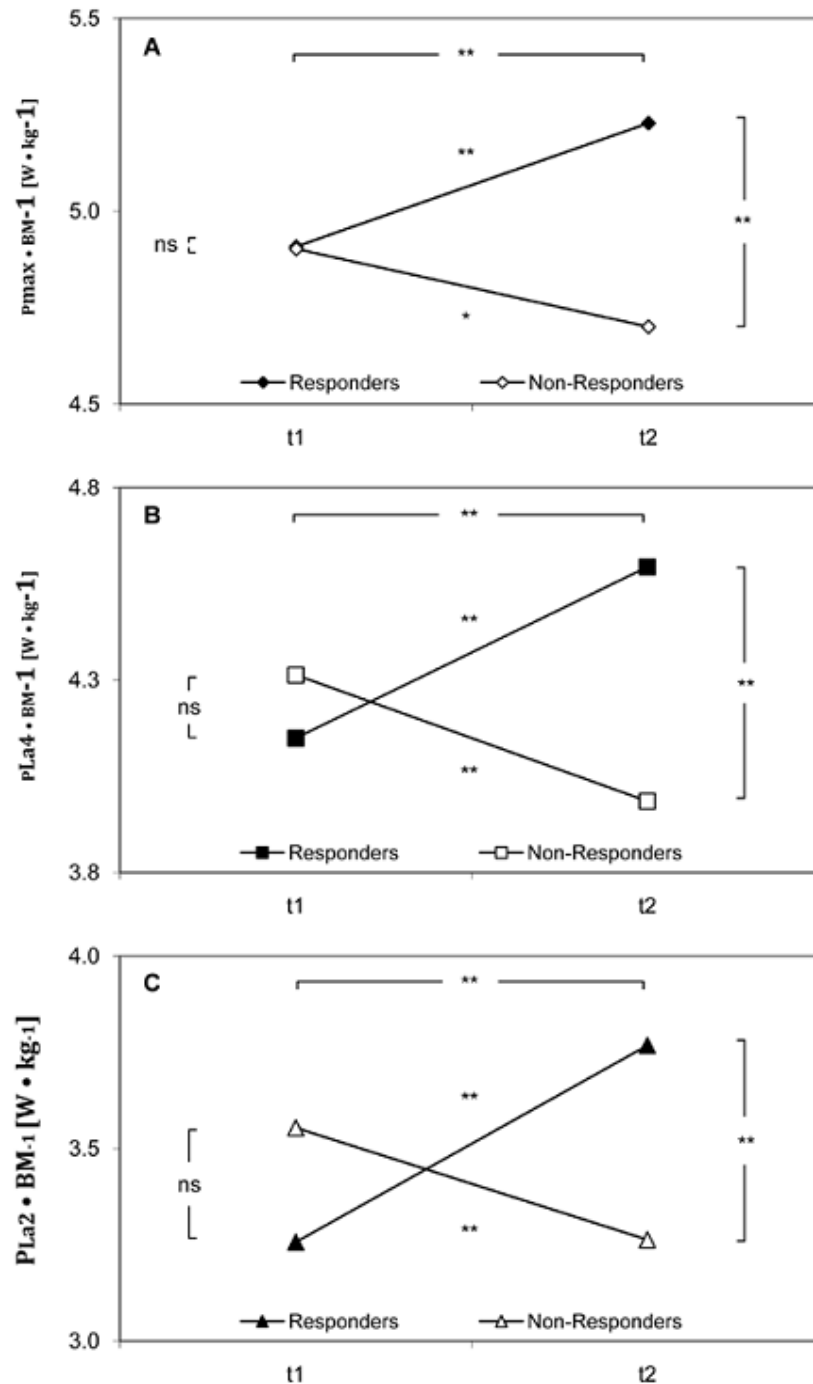 5.5
A
**
**
5.0
ns
**
*
Pmax • BM-1 [W • kg-1]
Responders Non-Responders
4.5
t1 t2
4.8
B
**
**
4.3
ns
**
**
PLa4 • BM-1 [W • kg-1]
Responders Non-Responders
3.8
t1 t2
4.0
C
**
**
3.5
ns
**
**
PLa2 • BM-1 [W • kg-1]
Responders Non-Responders
3.0
t1 t2